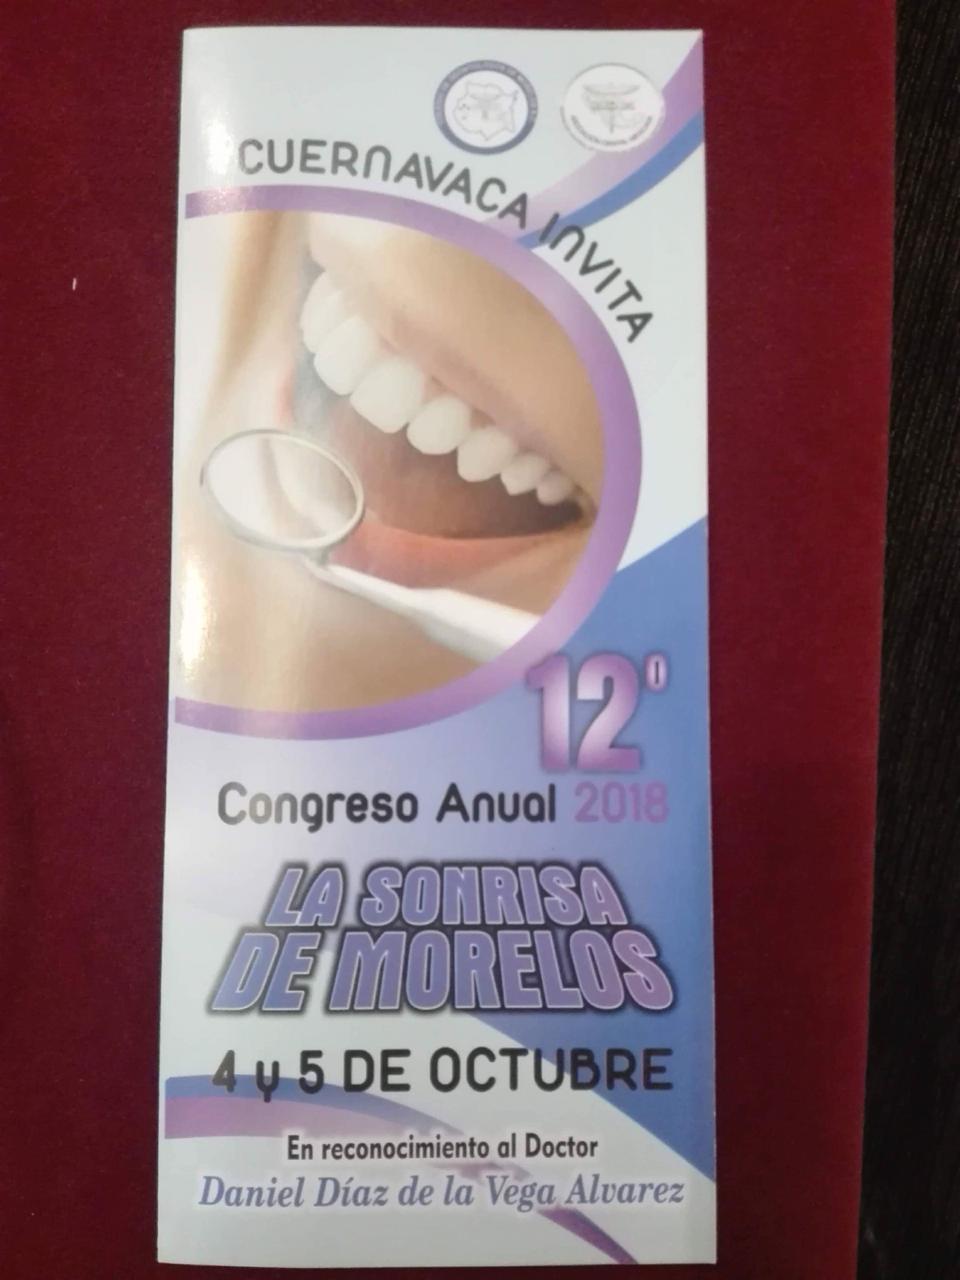 CUERNAVACA INVITA
12º
Congreso Anual 2018
LA SONRISA
DE MORELOS
4 y 5 DE OCTUBRE
En reconocimiento al Doctor
Daniel Díaz de la Vega Alvarez